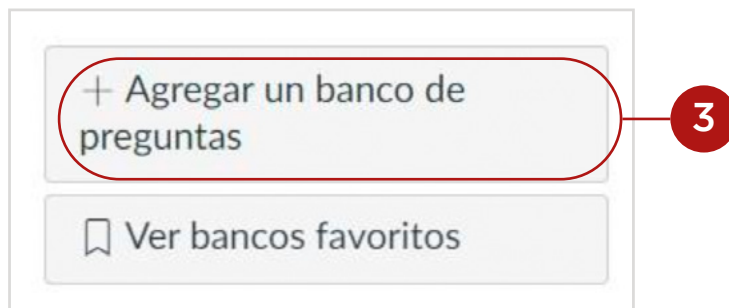 + Agregar un banco de
preguntas
3
Ver bancos favoritos